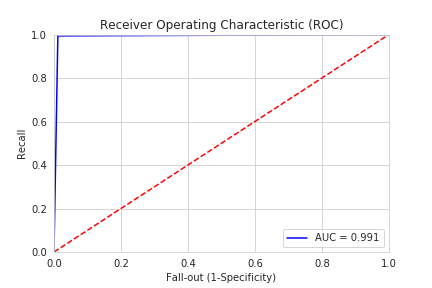 Receiver Operating Characteristic (ROC)
1.0
0.8
0.6
0.4
0.2
0.0
Recall
AUC = 0.991
0.0 0.2 0.4 0.6 0.8 1.0
Fall-out (1-Specificity)